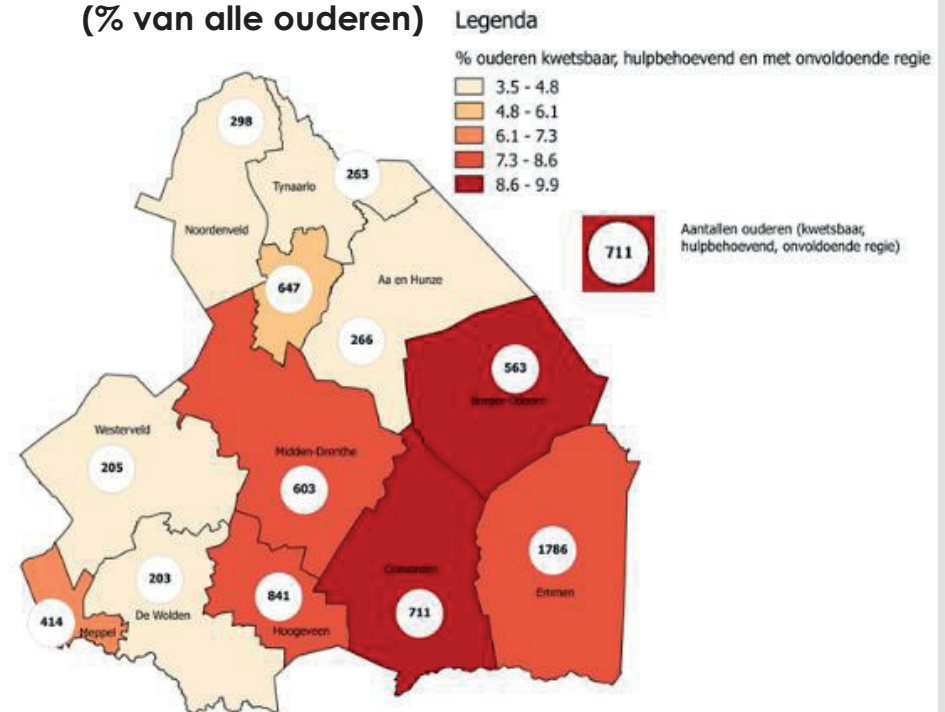 (% van alle ouderen)
Legenda
% ouderen kwetsbaar, hulpbehoevend en met onvoldoende regie
3.5 - 4.8
4.8 - 6.1
6.1 - 7.3
7.3 - 8.6
8.6 - 9.9
711
Aantallen ouderen (kwetsbaar,
hulpbehoevend, onvoldoende regie)
298
263
Tynaarlo
Noordenveld
647
Aa en Hunze
266
563
Borger-Odoorn
Westerveld
205
Midden-Drenthe
603
1786
Emmen
203
De Wolden
841
Hoogeveen
Coevorden
711
414
Meppel